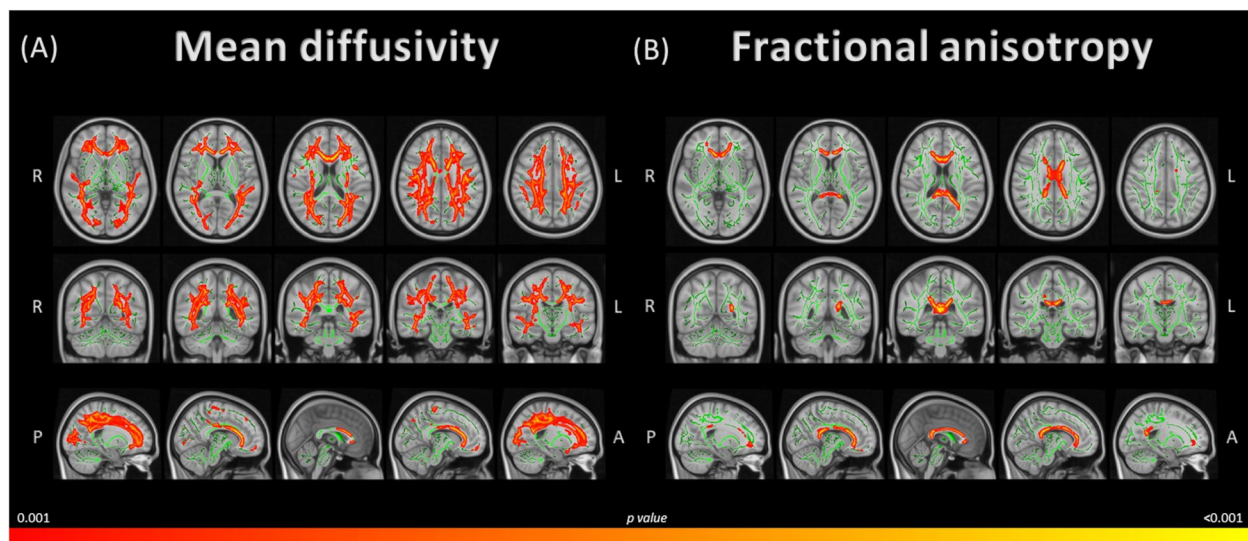 (A) Mean diffusivity
(B) Fractional anisotropy
R L
R L
R L
R L
P A
P A
0.001 p value <0.001